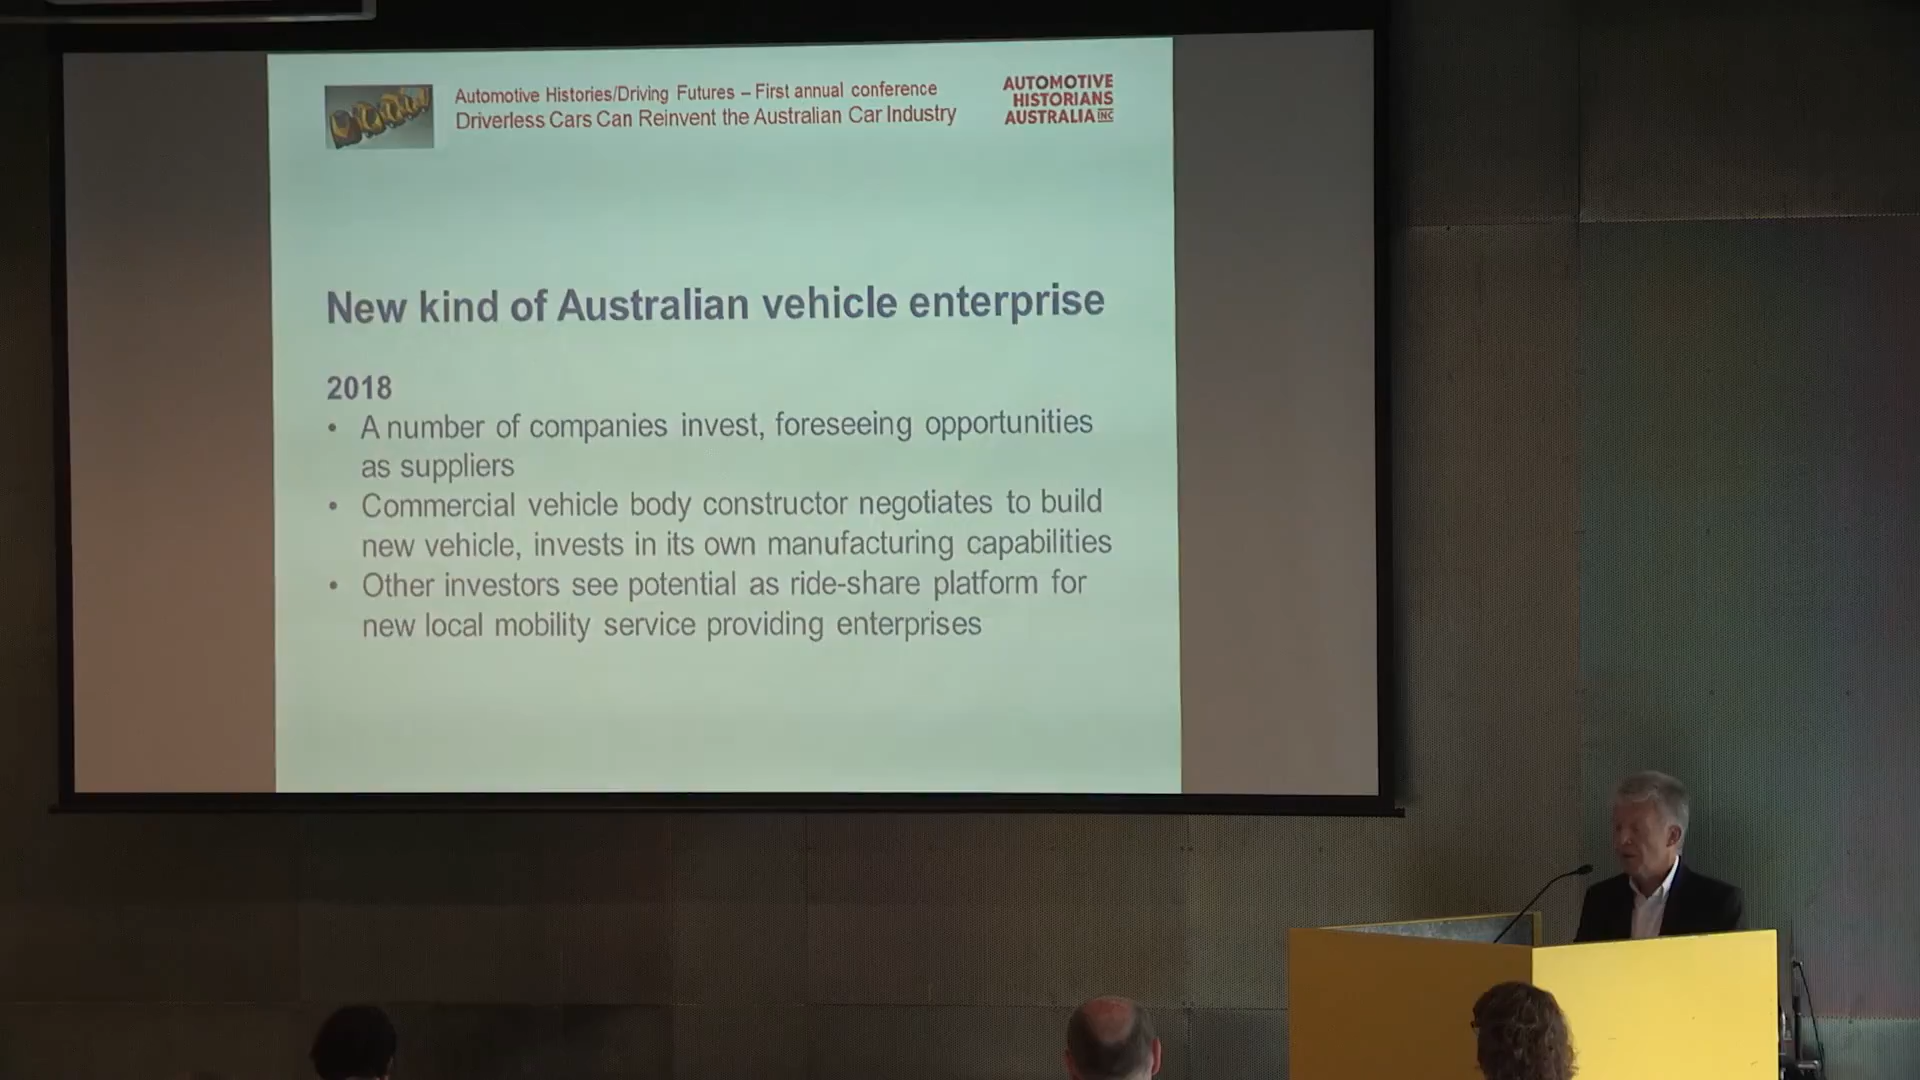 Automotive Histories/Driving Futures – First annual conference
Driverless Cars Can Reinvent the Australian Car Industry
AUTOMOTIVE
HISTORIANS
AUSTRALIA INC
New kind of Australian vehicle enterprise
2018
• A number of companies invest, foreseeing opportunities
as suppliers
• Commercial vehicle body constructor negotiates to build
new vehicle, invests in its own manufacturing capabilities
• Other investors see potential as ride-share platform for
new local mobility service providing enterprises